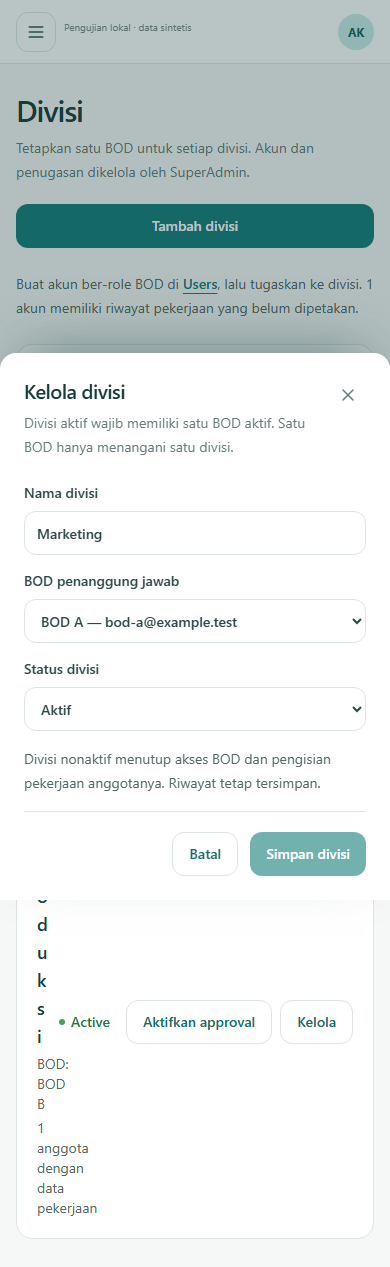 Pengujian lokal · data sintetis
AK
Divisi
Tetapkan satu BOD untuk setiap divisi. Akun dan
penugasan dikelola oleh SuperAdmin.
Tambah divisi
Buat akun ber-role BOD di Users, lalu tugaskan ke divisi. 1
akun memiliki riwayat pekerjaan yang belum dipetakan.
Kelola divisi
Divisi aktif wajib memiliki satu BOD aktif. Satu
BOD hanya menangani satu divisi.
Nama divisi
Marketing
BOD penanggung jawab
BOD A — bod-a@example.test
Status divisi
Aktif
Divisi nonaktif menutup akses BOD dan pengisian
pekerjaan anggotanya. Riwayat tetap tersimpan.
Batal
Simpan divisi
d
u
k
s
i
Active
Aktifkan approval
Kelola
BOD:
BOD
B
1
anggota
dengan
data
pekerjaan